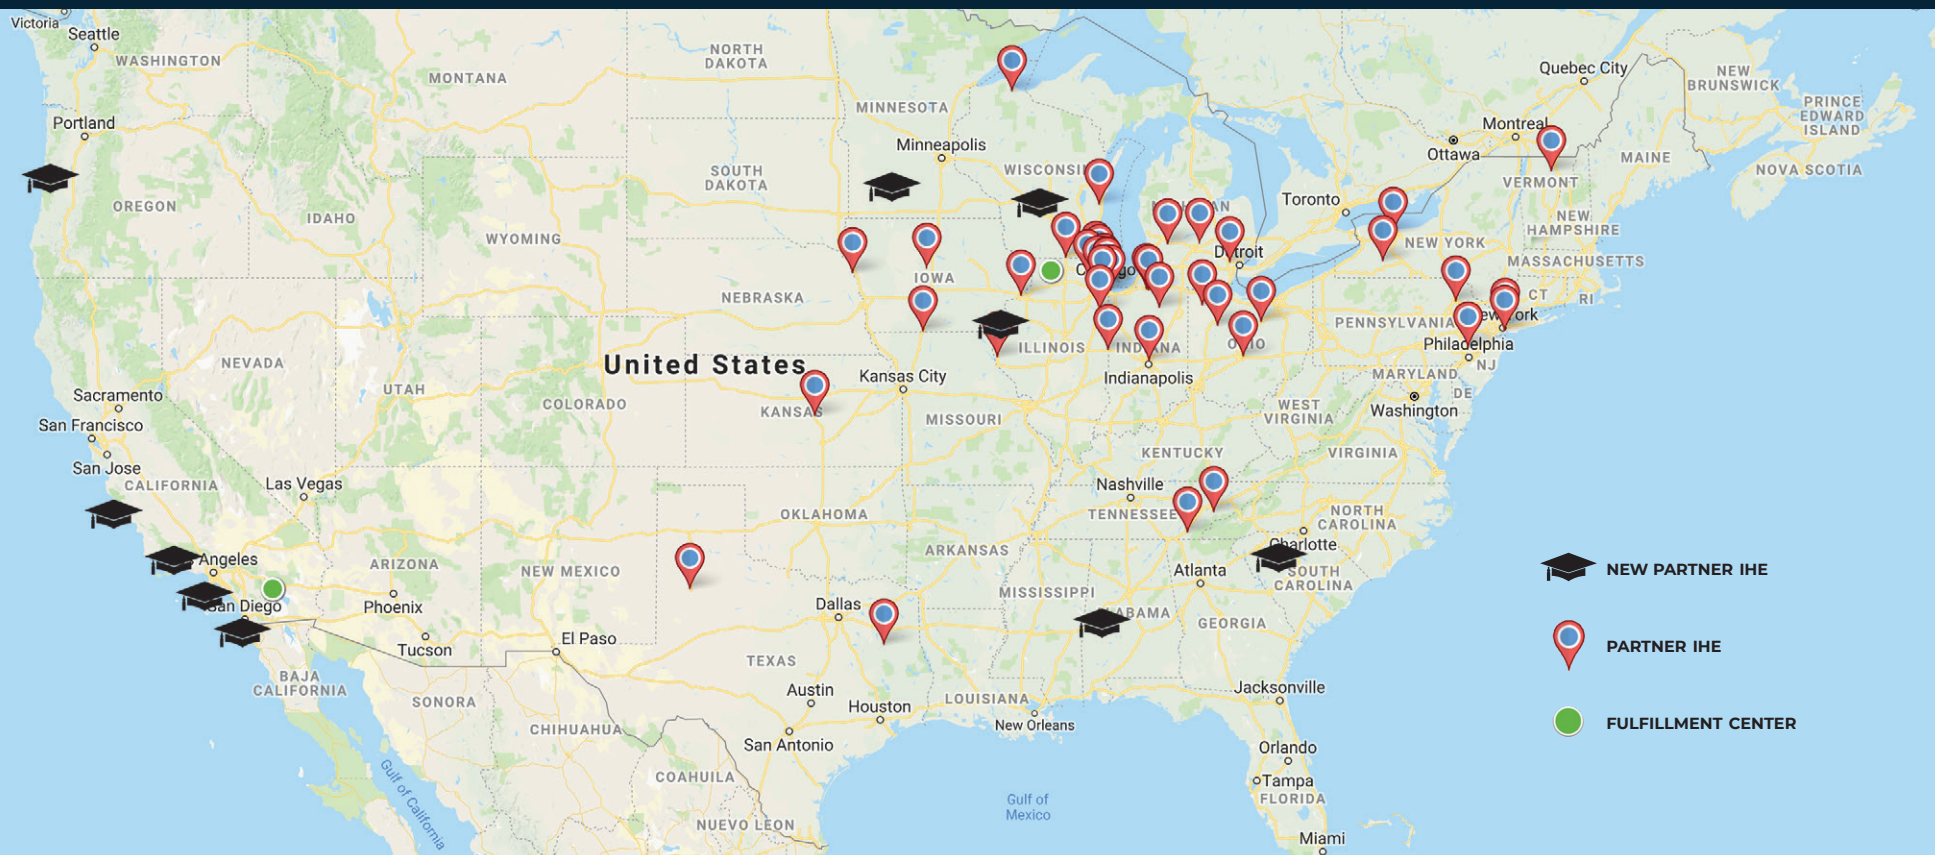 Victoria
Seattle
WASHINGTON
Portland
OREGON
IDAHO
MONTANA
NORTH
DAKOTA
SOUTH
DAKOTA
WYOMING
NEBRASKA
MINNESOTA
Minneapolis
IOWA
NEVADA
UTAH
COLORADO
United States
Sacramento
San Francisco
San Jose
CALIFORNIA
Las Vegas
Angeles
San Diego
ARIZONA
Phoenix
Tucson
NEW MEXICO
El Paso
BAJA
CALIFORNIA
SONORA
CHIHUAHUA
COAHUILA
NUEVO LEON
Gulf of California
KANSAS
Kansas City
MISSOURI
OKLAHOMA
ARKANSAS
Dallas
TEXAS
Austin
Houston
San Antonio
LOUISIANA
New Orleans
MISSISSIPPI
Gulf of
Mexico
ILLINOIS
Indianapolis
OHIO
Detroit
Toronto
Ottawa
Montreal
Quebec City
NEW
BRUNSWICK
PRINCE
EDWARD
ISLAND
NOVA SCOTIA
MAINE
VERMONT
NEW
HAMPSHIRE
MASSACHUSETTS
NEW YORK
CT
RI
PENNSYLVANIA
Philadelphia
NJ
MARYLAND
DE
Washington
WEST
VIRGINIA
VIRGINIA
KENTUCKY
Nashville
TENNESSEE
NORTH
CAROLINA
Charlotte
SOUTH
CAROLINA
Atlanta
GEORGIA
Jacksonville
Orlando
Tampa
FLORIDA
Miami
NEW PARTNER IHE
PARTNER IHE
FULFILLMENT CENTER